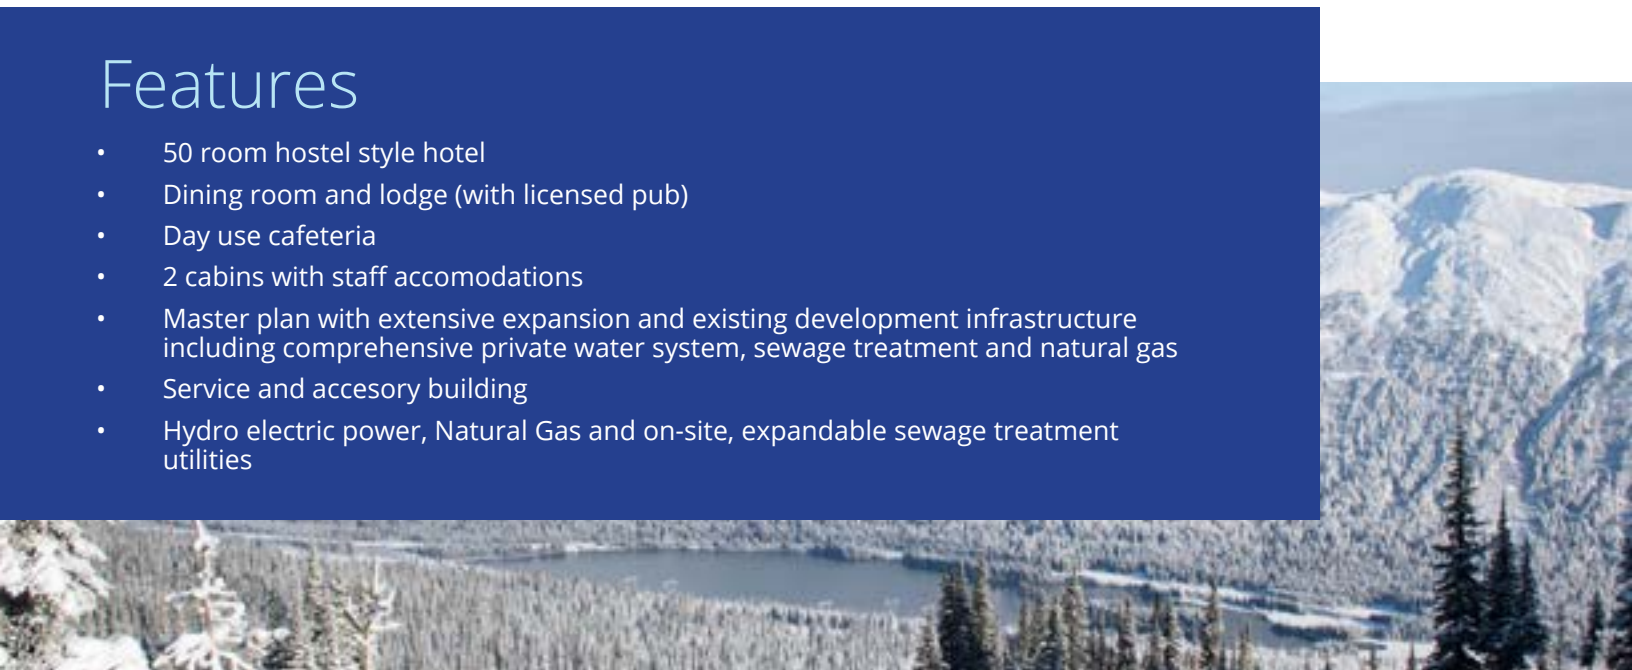 Features
• 50 room hostel style hotel
• Dining room and lodge (with licensed pub)
• Day use cafeteria
• 2 cabins with staff accomodations
• Master plan with extensive expansion and existing development infrastructure
including comprehensive private water system, sewage treatment and natural gas
• Service and accesory building
• Hydro electric power, Natural Gas and on-site, expandable sewage treatment
utilities